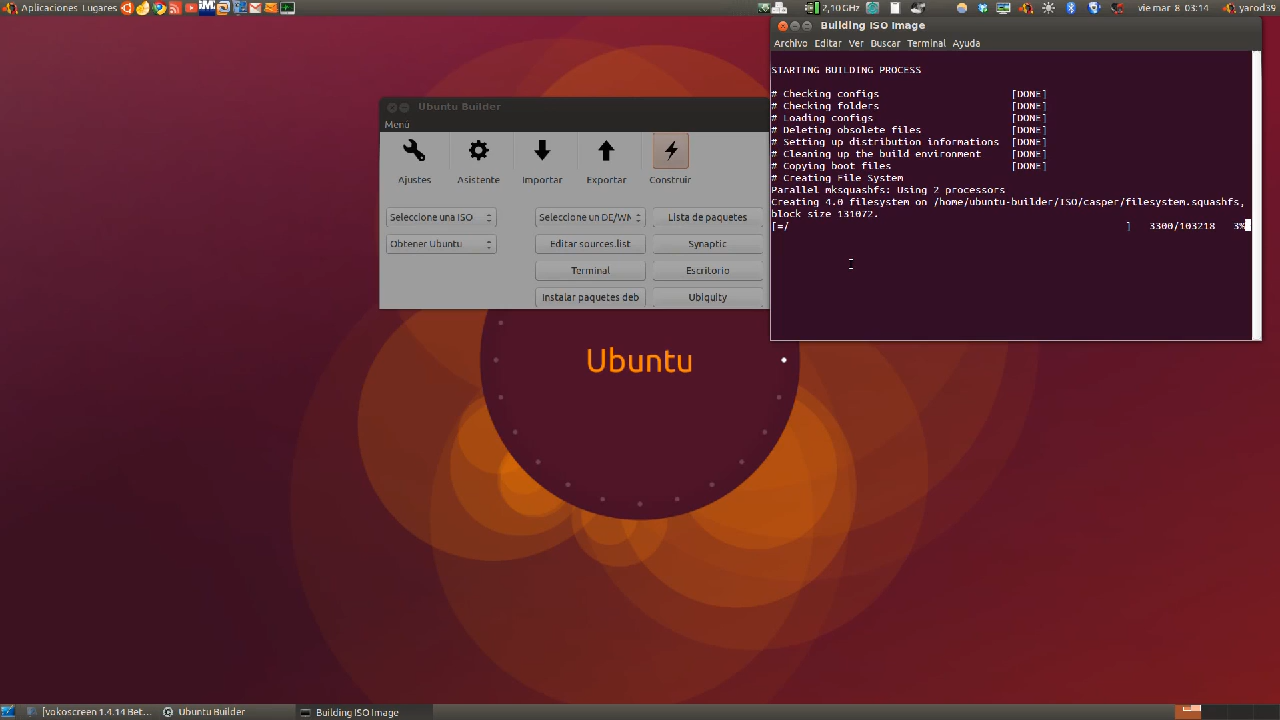 Aplicaciones Lugares
2,10 GHz
vie mar 8, 03:14
yarod39
Building ISO Image
Archivo Editar Ver Buscar Terminal Ayuda
STARTING BUILDING PROCESS
# Checking configs [DONE]
# Checking folders [DONE]
# Loading configs [DONE]
# Deleting obsolete files [DONE]
# Setting up distribution informations [DONE]
# Cleaning up the build environment [DONE]
# Copying boot files [DONE]
# Creating File System
Parallel mksquashfs: Using 2 processors
Creating 4.0 filesystem on /home/ubuntu-builder/ISO/casper/filesystem.squashfs,
block size 131072.
[=/ ] 3300/103218 3%
Ubuntu Builder
Menú
Ajustes Asistente Importar Exportar Construir
Seleccione una ISO Seleccione un DE/WM Lista de paquetes
Obtener Ubuntu Editar sources.list Synaptic
Terminal Escritorio
Instalar paquetes deb Ubiquity
Ubuntu
[vokoscreen 1.4.14 Bet... Ubuntu Builder Building ISO Image